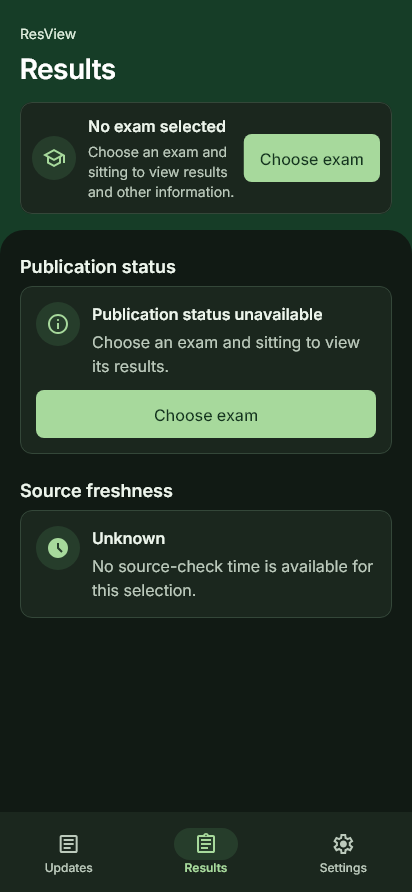 ResView
Results
No exam selected
Choose an exam and
sitting to view results
and other information.
Choose exam
Publication status
Publication status unavailable
Choose an exam and sitting to view
its results.
Choose exam
Source freshness
Unknown
No source-check time is available for
this selection.
Updates
Results
Settings